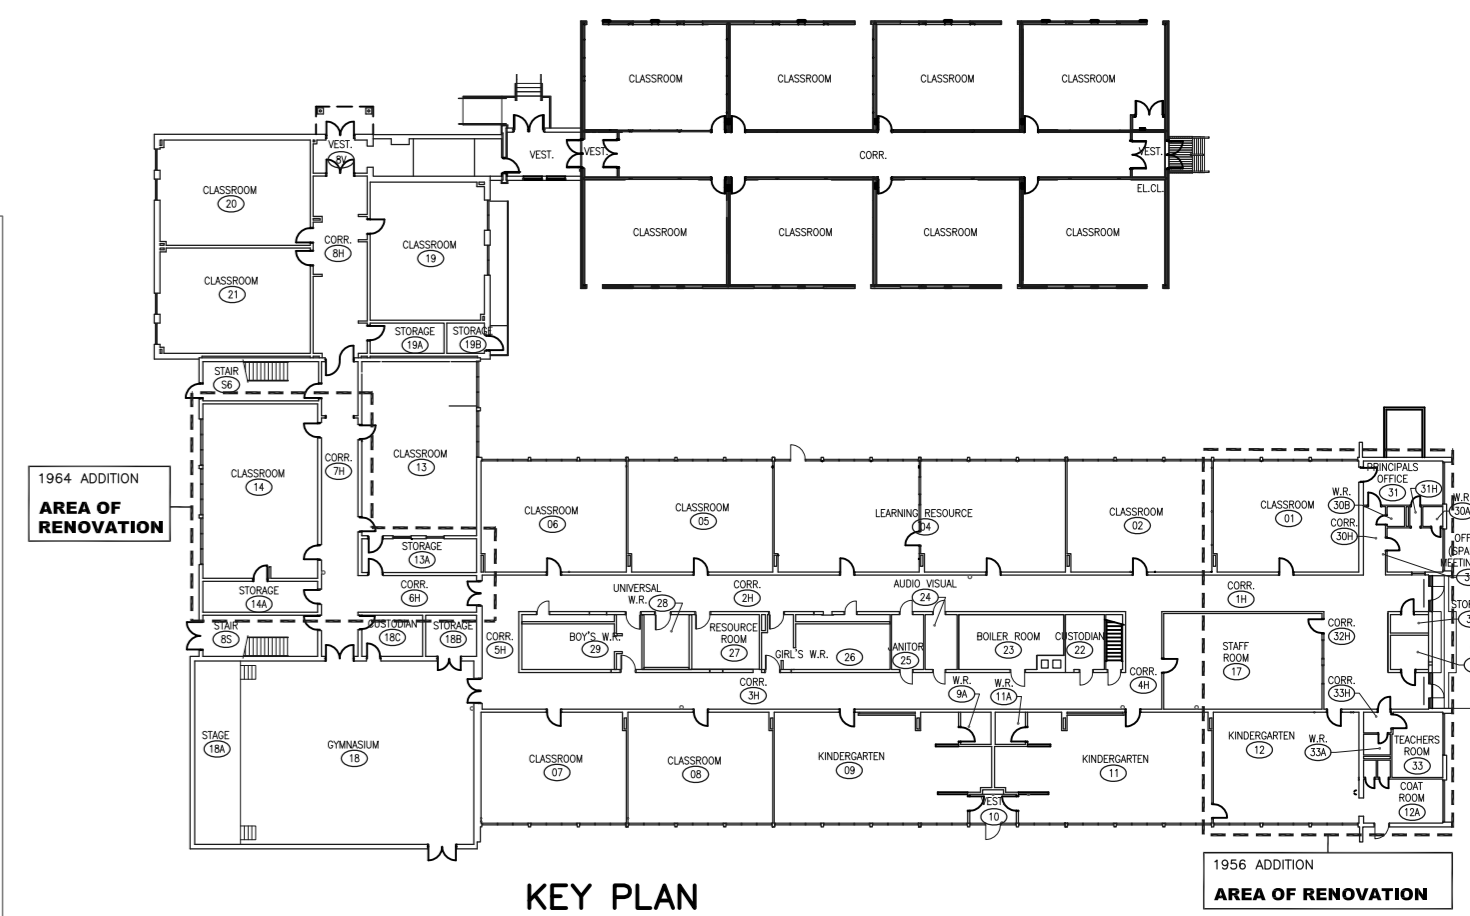 CLASSROOM
CLASSROOM
CLASSROOM
CLASSROOM
VEST.
8V
VEST.
VEST.
CORR.
VEST.
EL.CL.
CLASSROOM
20
CORR.
8H
CLASSROOM
19
CLASSROOM
CLASSROOM
CLASSROOM
CLASSROOM
CLASSROOM
21
STORAGE
19A
STORAGE
19B
STAIR
S6
1964 ADDITION
AREA OF
RENOVATION
CLASSROOM
14
CORR.
7H
CLASSROOM
13
STORAGE
13A
STORAGE
14A
CORR.
6H
STAIR
8S
CUSTODIAN
18C
STORAGE
18B
CLASSROOM
06
CLASSROOM
05
LEARNING RESOURCE
04
CLASSROOM
02
CLASSROOM
01
PRINCIPALS
OFFICE
31
31H
W.R.
30B
W.R.
30A
CORR.
30H
UNIVERSAL
W.R.
28
CORR.
2H
AUDIO VISUAL
24
CORR.
1H
CORR.
5H
BOY'S W.R.
29
RESOURCE
ROOM
27
GIRL'S W.R.
26
JANITOR
25
BOILER ROOM
23
CUSTODIAN
22
CORR.
4H
STAFF
ROOM
17
CORR.
32H
CORR.
33H
CORR.
3H
W.R.
9A
W.R.
11A
STAGE
18A
GYMNASIUM
18
CLASSROOM
07
CLASSROOM
08
KINDERGARTEN
09
VEST.
10
KINDERGARTEN
11
KINDERGARTEN
12
W.R.
33A
TEACHERS
ROOM
33
COAT
ROOM
12A
1956 ADDITION
AREA OF RENOVATION
KEY PLAN